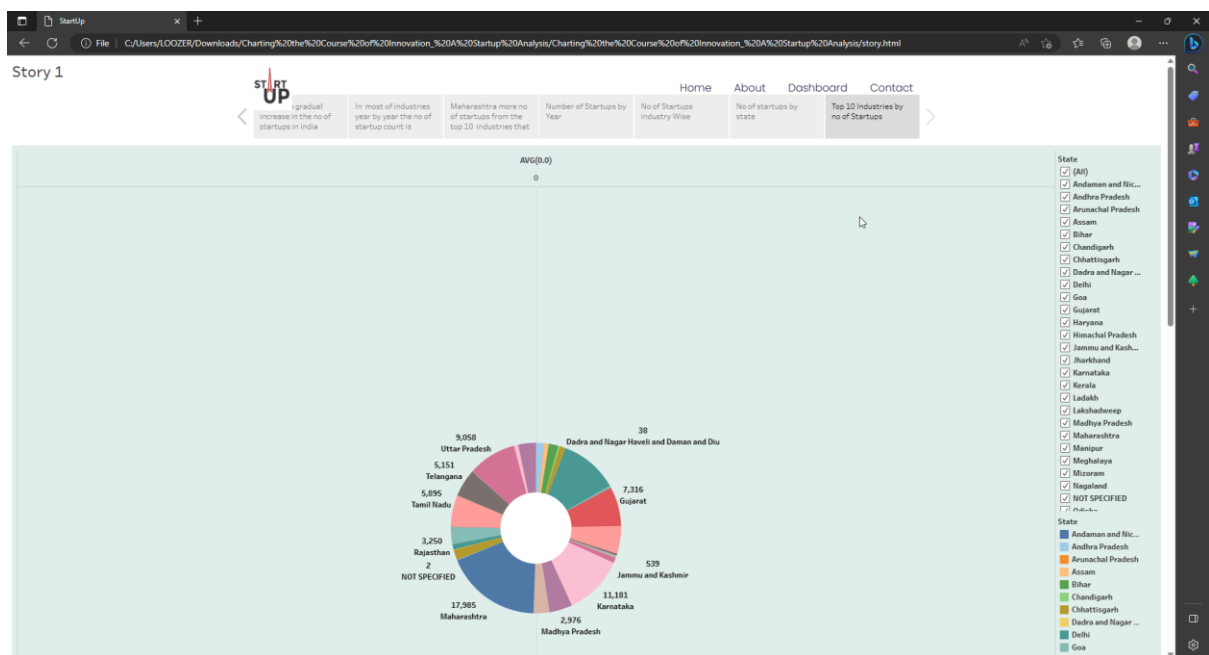 StartUp
File
C:/Users/LOOZER/Downloads/Charting%20the%20Course%20of%20Innovation_%20A%20Startup%20Analysis/Charting%20the%20Course%20of%20Innovation_%20A%20Startup%20Analysis/story.html
Story 1
START
UP
Home
About
Dashboard
Contact
gradual
increase in the no of
startups in india
In most of industries
year by year the no of
startup count is
Maharashtra more no
of startups from the
top 10 industries that
Number of Startups by
Year
No of Startups
industry Wise
No of startups by
state
Top 10 Industries by
no of Startups
AVG(0.0)
0
38
Dadra and Nagar Haveli and Daman and Diu
7,316
Gujarat
539
Jammu and Kashmir
11,181
Karnataka
2,976
Madhya Pradesh
17,985
Maharashtra
2
NOT SPECIFIED
3,250
Rajasthan
5,895
Tamil Nadu
5,151
Telangana
9,058
Uttar Pradesh
State
(All)
Andaman and Nic...
Andhra Pradesh
Arunachal Pradesh
Assam
Bihar
Chandigarh
Chhattisgarh
Dadra and Nagar ...
Delhi
Goa
Gujarat
Haryana
Himachal Pradesh
Jammu and Kash...
Jharkhand
Karnataka
Kerala
Ladakh
Lakshadweep
Madhya Pradesh
Maharashtra
Manipur
Meghalaya
Mizoram
Nagaland
NOT SPECIFIED
State
Andaman and Nic...
Andhra Pradesh
Arunachal Pradesh
Assam
Bihar
Chandigarh
Chhattisgarh
Dadra and Nagar ...
Delhi
Goa